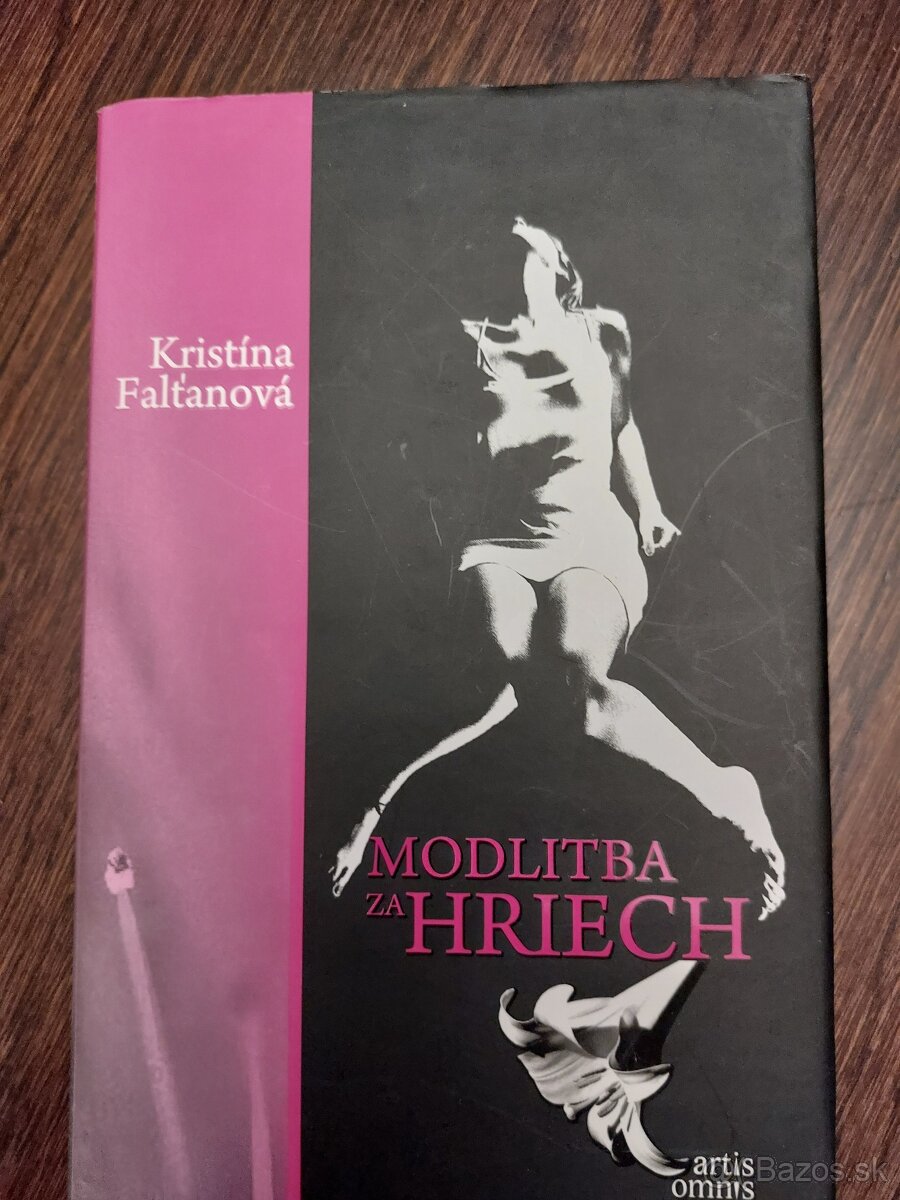 Kristína
Falťanová
MODLITBA
ZA HRIECH
artis
omnis
Bazos.sk